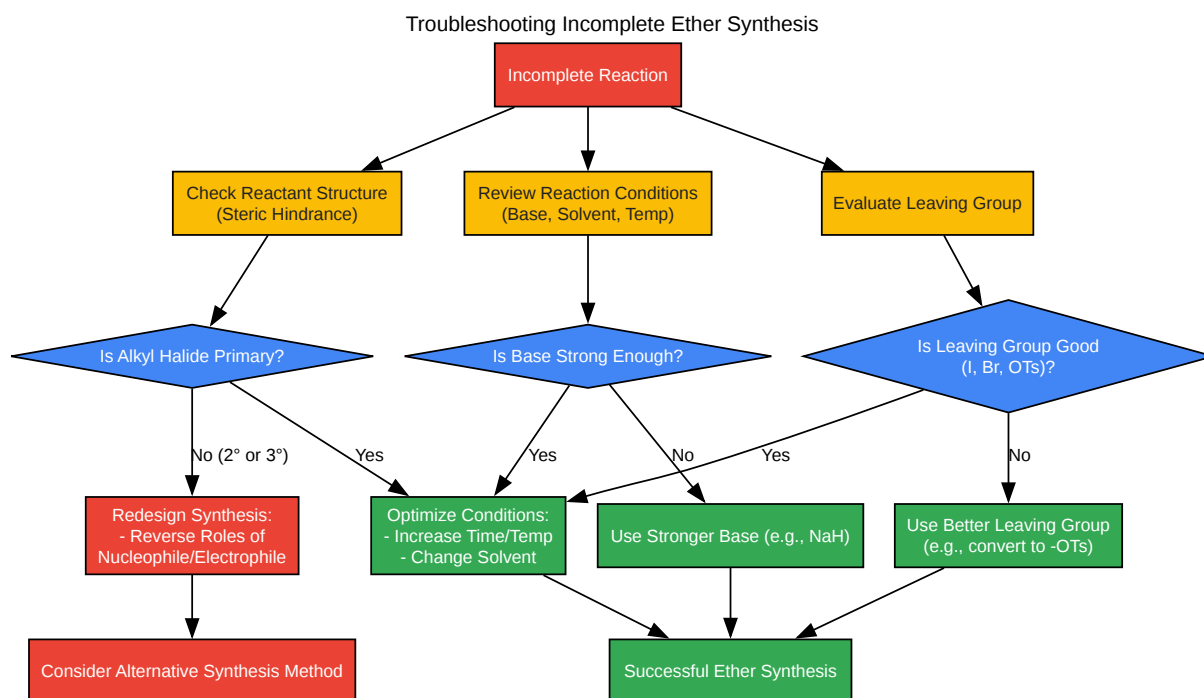 Troubleshooting Incomplete Ether Synthesis
Incomplete Reaction
Check Reactant Structure
(Steric Hindrance)
Review Reaction Conditions
(Base, Solvent, Temp)
Evaluate Leaving Group
Is Alkyl Halide Primary?
Is Base Strong Enough?
Is Leaving Group Good
(I, Br, OTs)?
No (2° or 3°)
Yes
Yes
No
Yes
No
Redesign Synthesis:
- Reverse Roles of
Nucleophile/Electrophile
Optimize Conditions:
- Increase Time/Temp
- Change Solvent
Use Stronger Base (e.g., NaH)
Use Better Leaving Group
(e.g., convert to -OTs)
Consider Alternative Synthesis Method
Successful Ether Synthesis